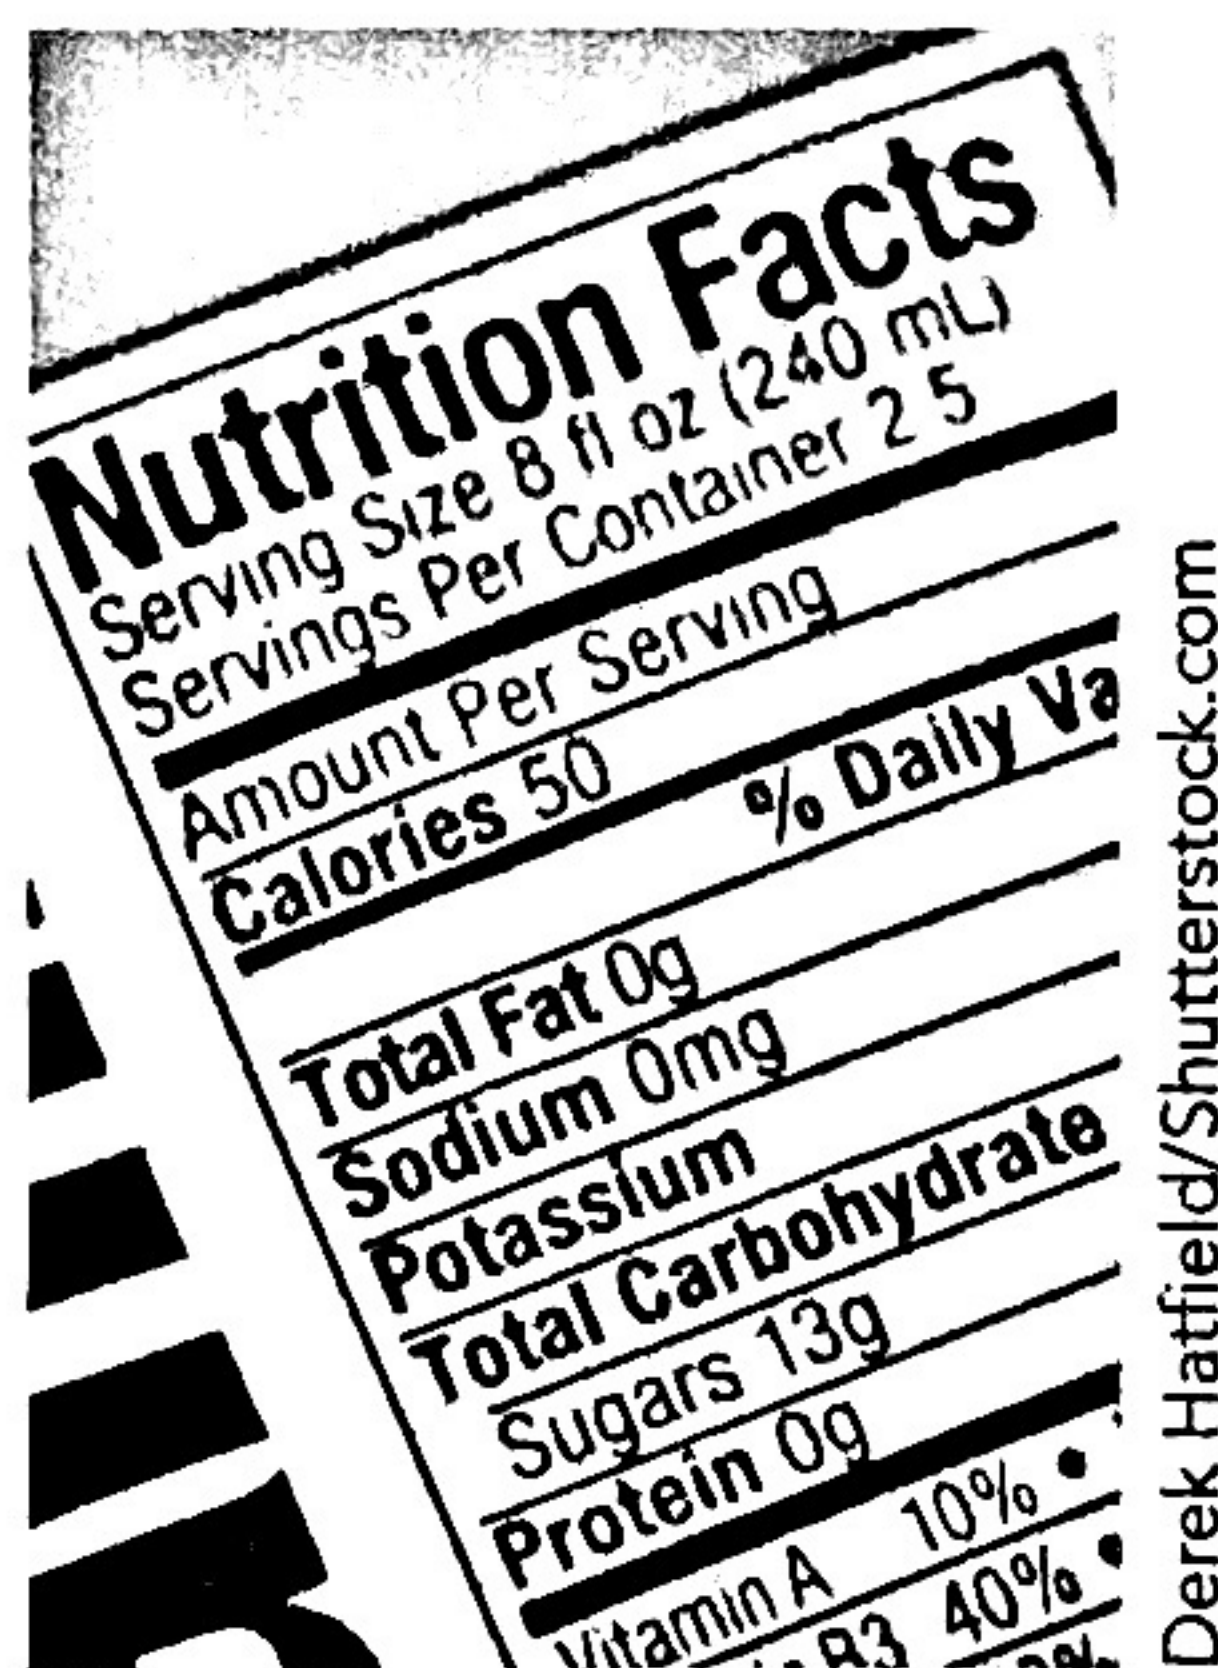 Nutrition Facts
Serving Size 8 fl oz (240 mL)
Servings Per Container 2 5
Amount Per Serving
Calories 50
% Daily
Total Fat 0g
Sodium 0mg
Potassium
Total Carbohydrate
Sugars 13g
Protein 0g
Vitamin A 10% •
B3 40% •
Derek Hatfield/Shutterstock.com